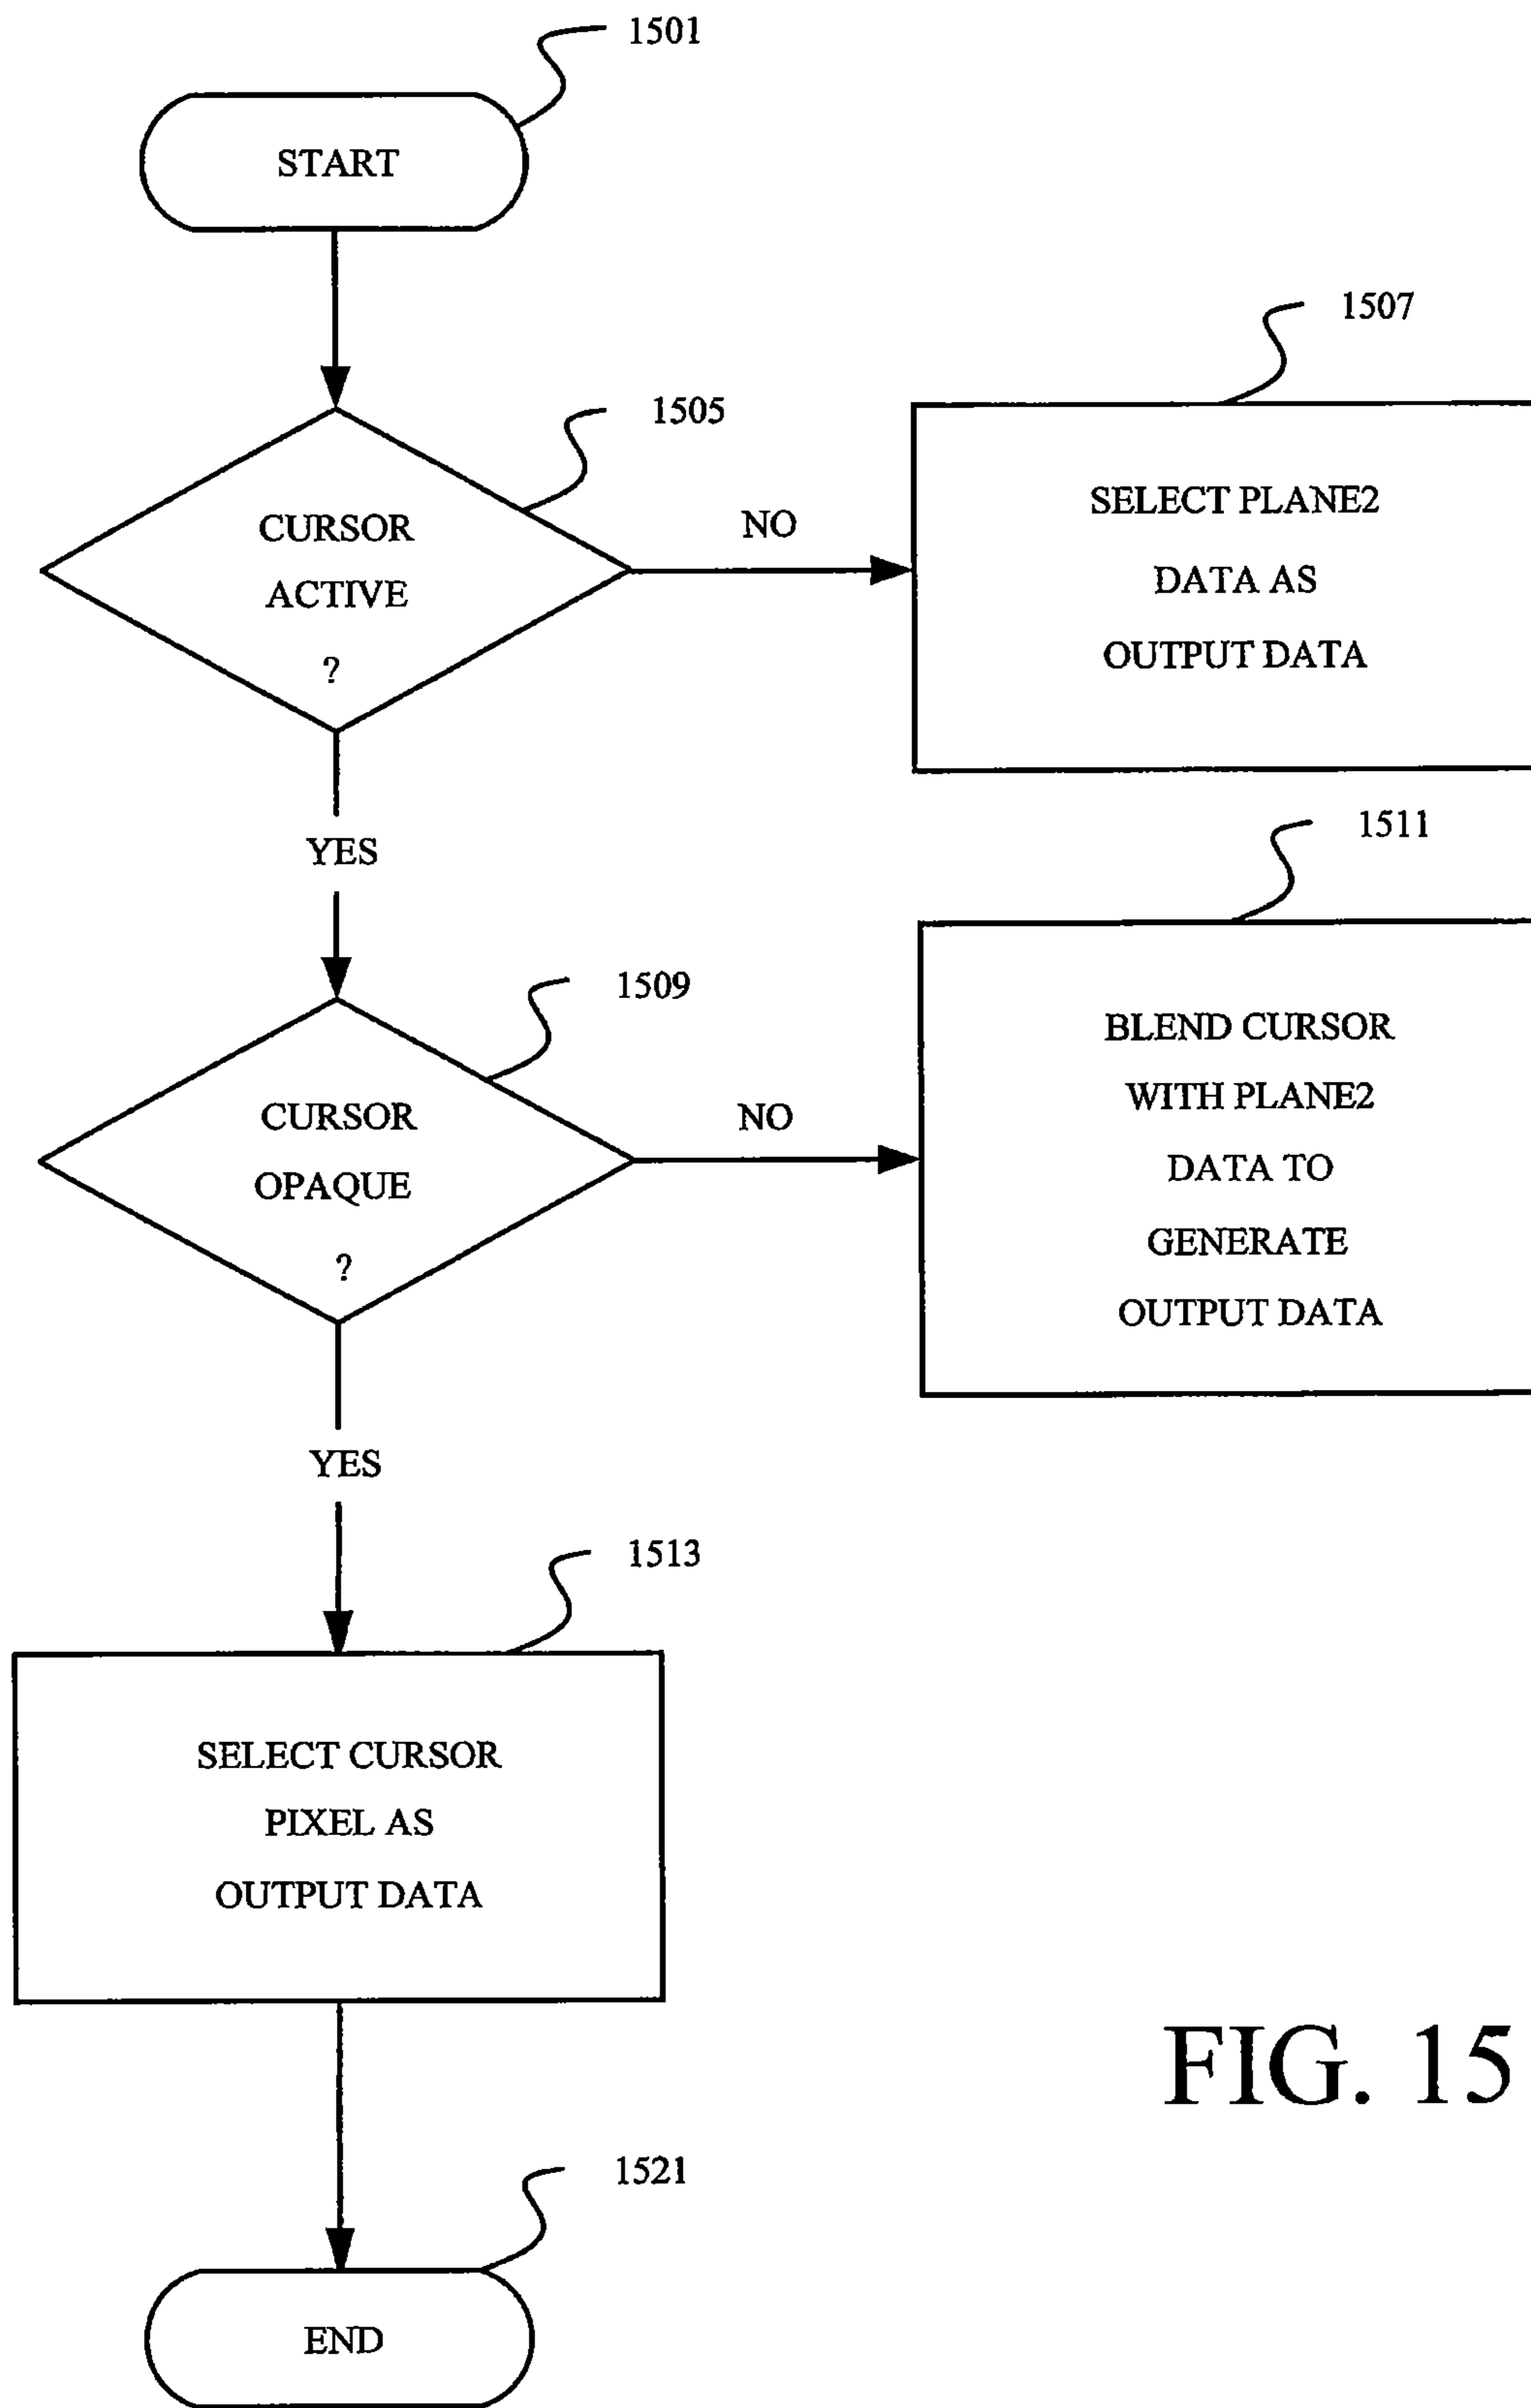 1501
START
1507
1505
CURSOR
ACTIVE
?
NO
SELECT PLANE2
DATA AS
OUTPUT DATA
YES
1511
1509
CURSOR
OPAQUE
?
NO
BLEND CURSOR
WITH PLANE2
DATA TO
GENERATE
OUTPUT DATA
YES
1513
SELECT CURSOR
PIXEL AS
OUTPUT DATA
FIG. 15
1521
END